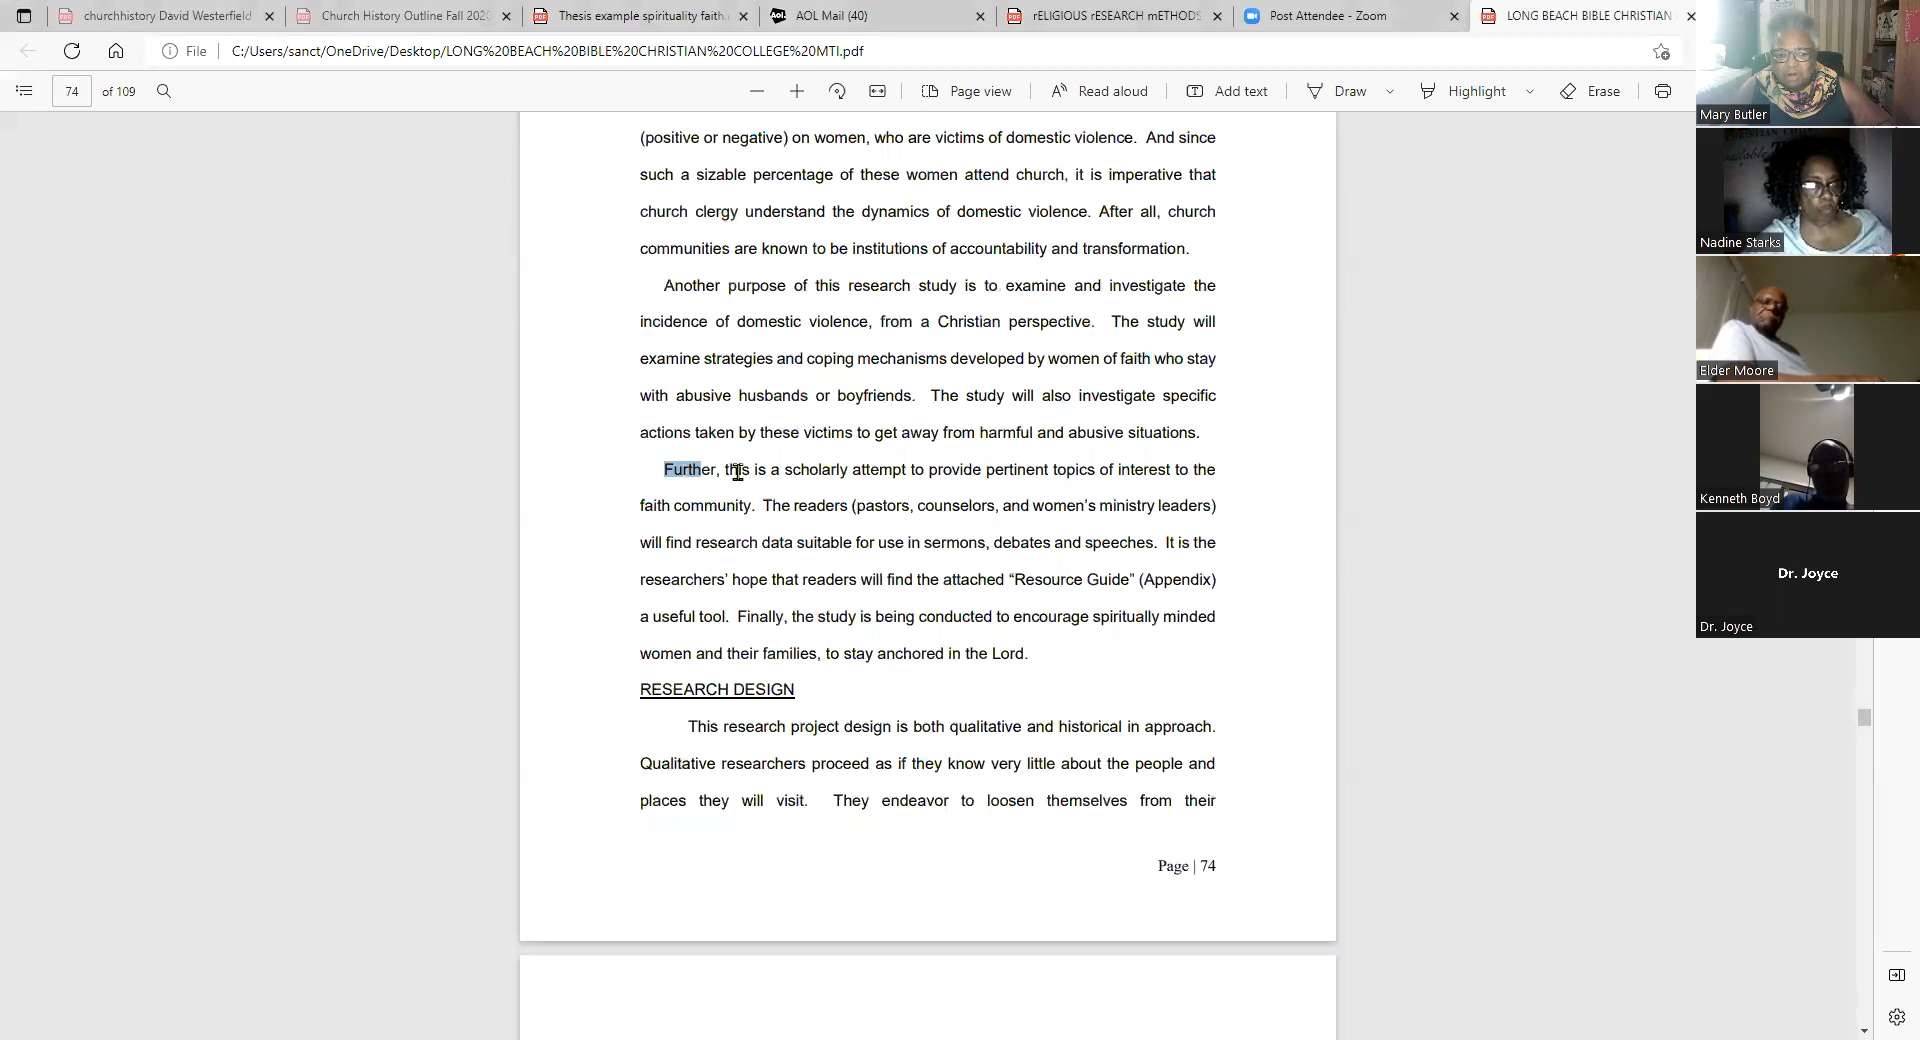 churchhistory David Westerfield
Church History Outline Fall 2020
Thesis example spirituality faith.
Aol. AOL Mail (40)
rELIGIOUS rESEARCH mETHODS
Post Attendee - Zoom
LONG BEACH BIBLE CHRISTIAN
File C:/Users/sanct/OneDrive/Desktop/LONG%20BEACH%20BIBLE%20CHRISTIAN%20COLLEGE%20MTI.pdf
74 of 109 Page view Read aloud Add text Draw Highlight Erase
(positive or negative) on women, who are victims of domestic violence. And since
such a sizable percentage of these women attend church, it is imperative that
church clergy understand the dynamics of domestic violence. After all, church
communities are known to be institutions of accountability and transformation.
Another purpose of this research study is to examine and investigate the
incidence of domestic violence, from a Christian perspective. The study will
examine strategies and coping mechanisms developed by women of faith who stay
with abusive husbands or boyfriends. The study will also investigate specific
actions taken by these victims to get away from harmful and abusive situations.
Further, this is a scholarly attempt to provide pertinent topics of interest to the
faith community. The readers (pastors, counselors, and women's ministry leaders)
will find research data suitable for use in sermons, debates and speeches. It is the
researchers' hope that readers will find the attached “Resource Guide” (Appendix)
a useful tool. Finally, the study is being conducted to encourage spiritually minded
women and their families, to stay anchored in the Lord.
RESEARCH DESIGN
This research project design is both qualitative and historical in approach.
Qualitative researchers proceed as if they know very little about the people and
places they will visit. They endeavor to loosen themselves from their
Page | 74
Mary Butler
Nadine Starks
Elder Moore
Kenneth Boyd
Dr. Joyce
Dr. Joyce